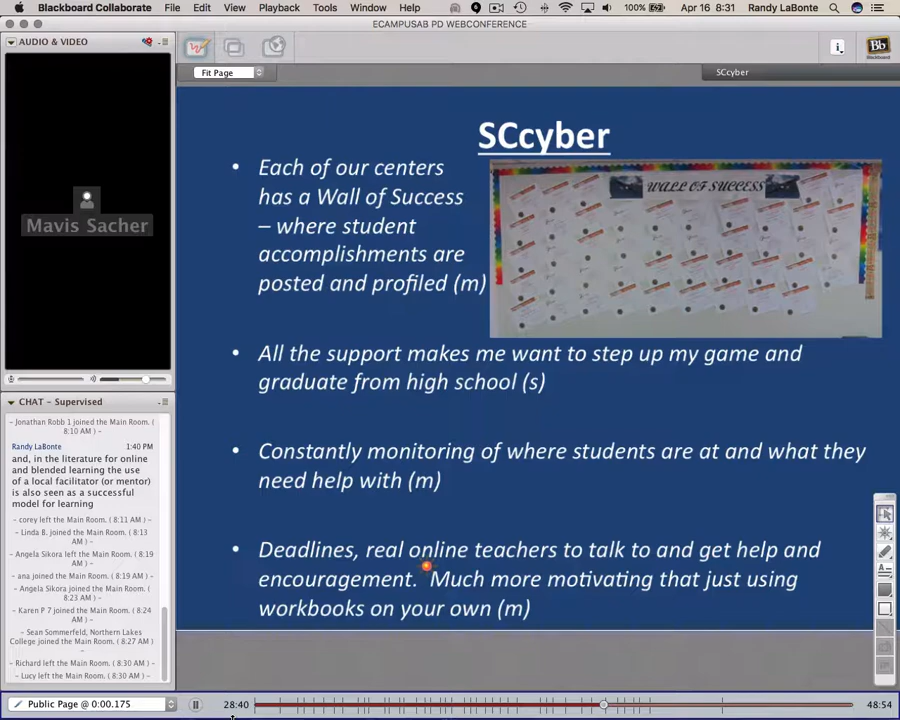 Blackboard Collaborate File Edit View Playback Tools Window Help 100% Apr 16 8:31 Randy LaBonte
ECAMPUSAB PD WEBCONFERENCE
AUDIO & VIDEO
Fit Page
SCcyber
i
Bb
Blackboard
Mavis Sacher
SCcyber
• Each of our centers
has a Wall of Success
– where student
accomplishments are
posted and profiled (m)
WALL OF SUCCESS
• All the support makes me want to step up my game and
graduate from high school (s)
• Constantly monitoring of where students are at and what they
need help with (m)
• Deadlines, real online teachers to talk to and get help and
encouragement. Much more motivating that just using
workbooks on your own (m)
CHAT - Supervised
- Jonathan Robb 1 joined the Main Room. (
8:10 AM ) -
Randy LaBonte 1:40 PM
and, in the literature for online
and blended learning the use
of a local facilitator (or mentor)
is also seen as a successful
model for learning
- corey left the Main Room. ( 8:11 AM ) -
- Linda B. joined the Main Room. ( 8:13
AM ) -
- Angela Sikora left the Main Room. ( 8:19
AM ) -
- ana joined the Main Room. ( 8:19 AM ) -
- Angela Sikora joined the Main Room. (
8:23 AM ) -
- Karen P 7 joined the Main Room. ( 8:24
AM ) -
- Sean Sommerfeld, Northern Lakes
College joined the Main Room. ( 8:27 AM )
-
- Richard left the Main Room. ( 8:30 AM ) -
- Lucy left the Main Room. ( 8:30 AM ) -
Public Page @ 0:00.175
28:40
48:54